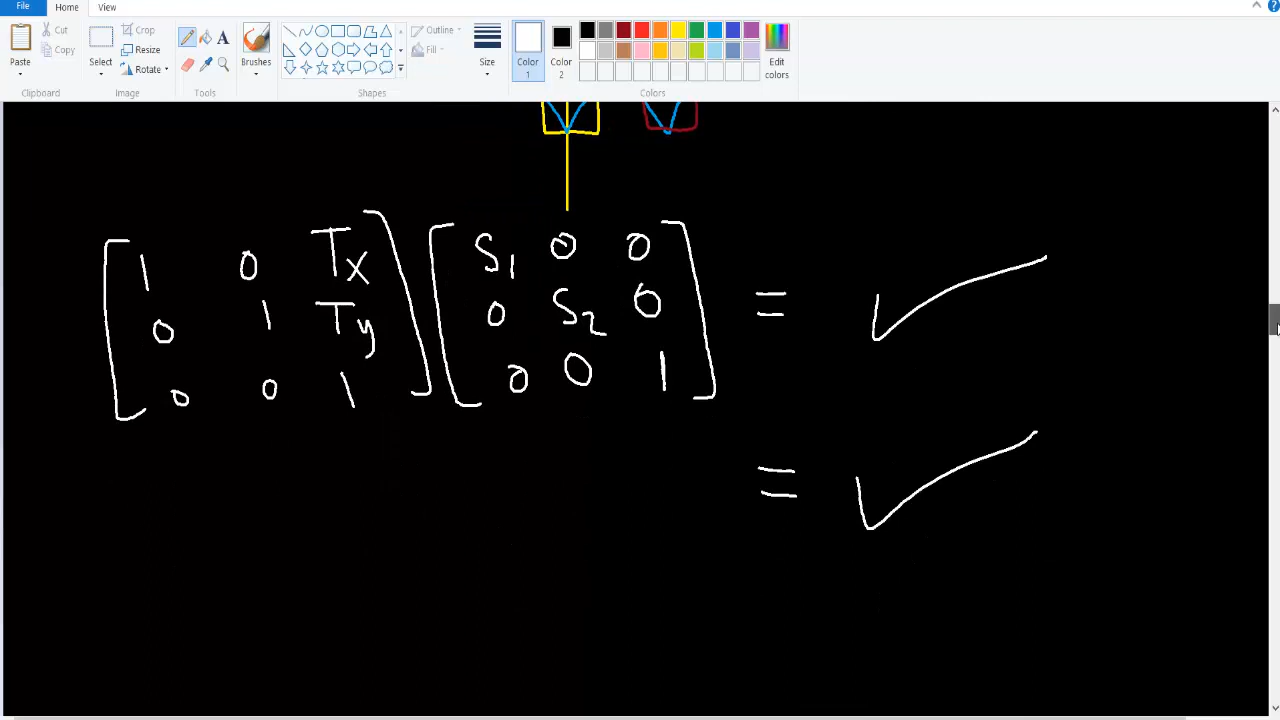 File Home View
Cut
Copy
Paste
Clipboard
Select
Crop
Resize
Rotate
Image
Tools
Brushes
Outline
Fill
Shapes
Size
Color 1
Color 2
Edit colors
Colors
[ 1 0 Tx ] [ S1 0 0 ] =
0 1 Ty 0 S2 0
0 0 1 0 0 1
=